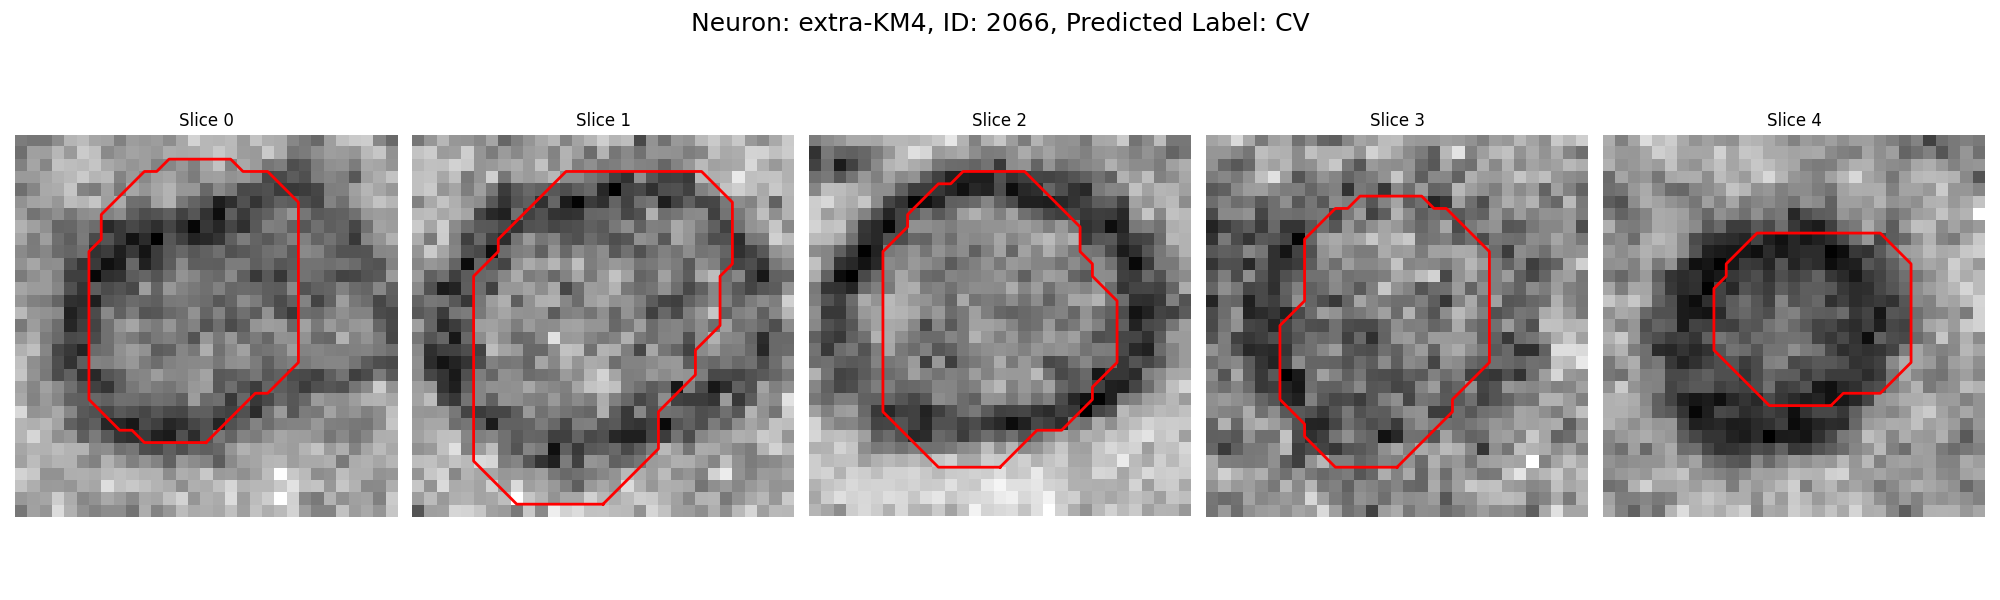 Neuron: extra-KM4, ID: 2066, Predicted Label: CV
Slice 0
Slice 1
Slice 2
Slice 3
Slice 4